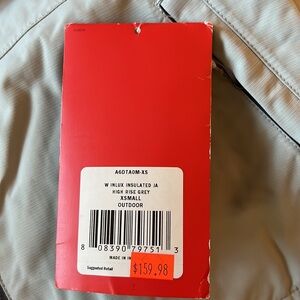 A6DTA0M-XS
W INLUX INSULATED JA
HIGH RISE GREY
XSMALL
OUTDOOR
8 08390 79751 3
MADE IN
Suggested Retail
$159.98